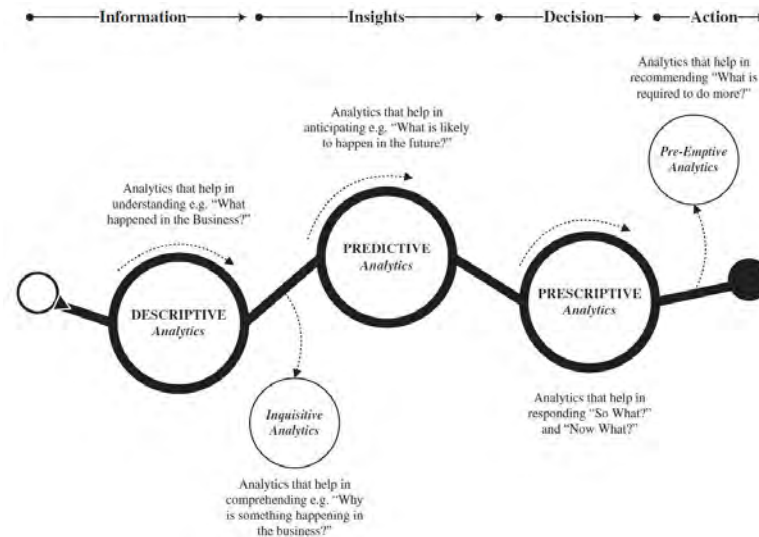 Information
Insights
Decision
Action
Analytics that help in
recommending “What is
required to do more?”
Pre-Emptive
Analytics
Analytics that help in
anticipating e.g. “What is likely
to happen in the future?”
Analytics that help in
understanding e.g. “What
happened in the Business?”
PREDICTIVE
Analytics
DESCRIPTIVE
Analytics
PRESCRIPTIVE
Analytics
Inquisitive
Analytics
Analytics that help in
responding “So What?”
and “Now What?”
Analytics that help in
comprehending e.g. “Why
is something happening in
the business?”